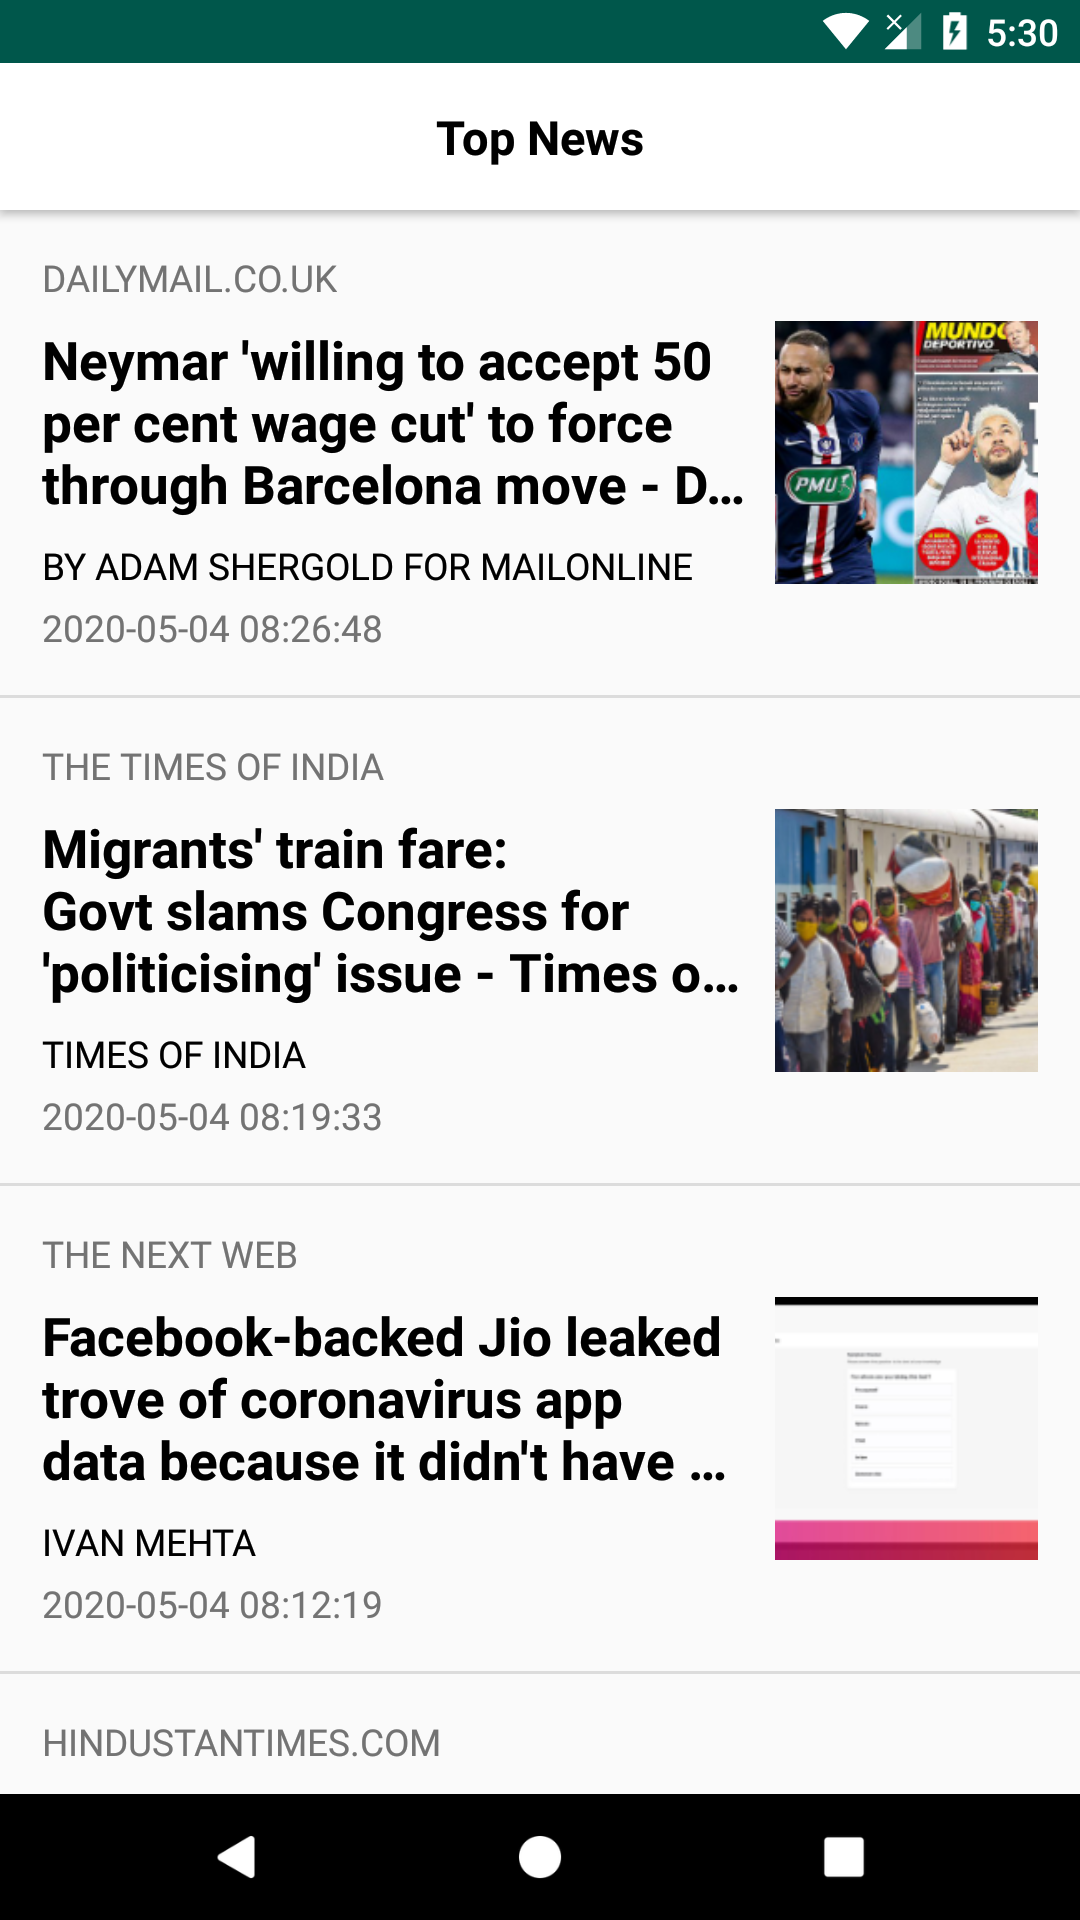 5:30
Top News
DAILYMAIL.CO.UK
Neymar 'willing to accept 50
per cent wage cut' to force
through Barcelona move - D...
BY ADAM SHERGOLD FOR MAILONLINE
2020-05-04 08:26:48
MUNDO
DEPORTIVO
PMU
THE TIMES OF INDIA
Migrants' train fare:
Govt slams Congress for
'politicising' issue - Times o...
TIMES OF INDIA
2020-05-04 08:19:33
THE NEXT WEB
Facebook-backed Jio leaked
trove of coronavirus app
data because it didn't have ...
IVAN MEHTA
2020-05-04 08:12:19
HINDUSTANTIMES.COM